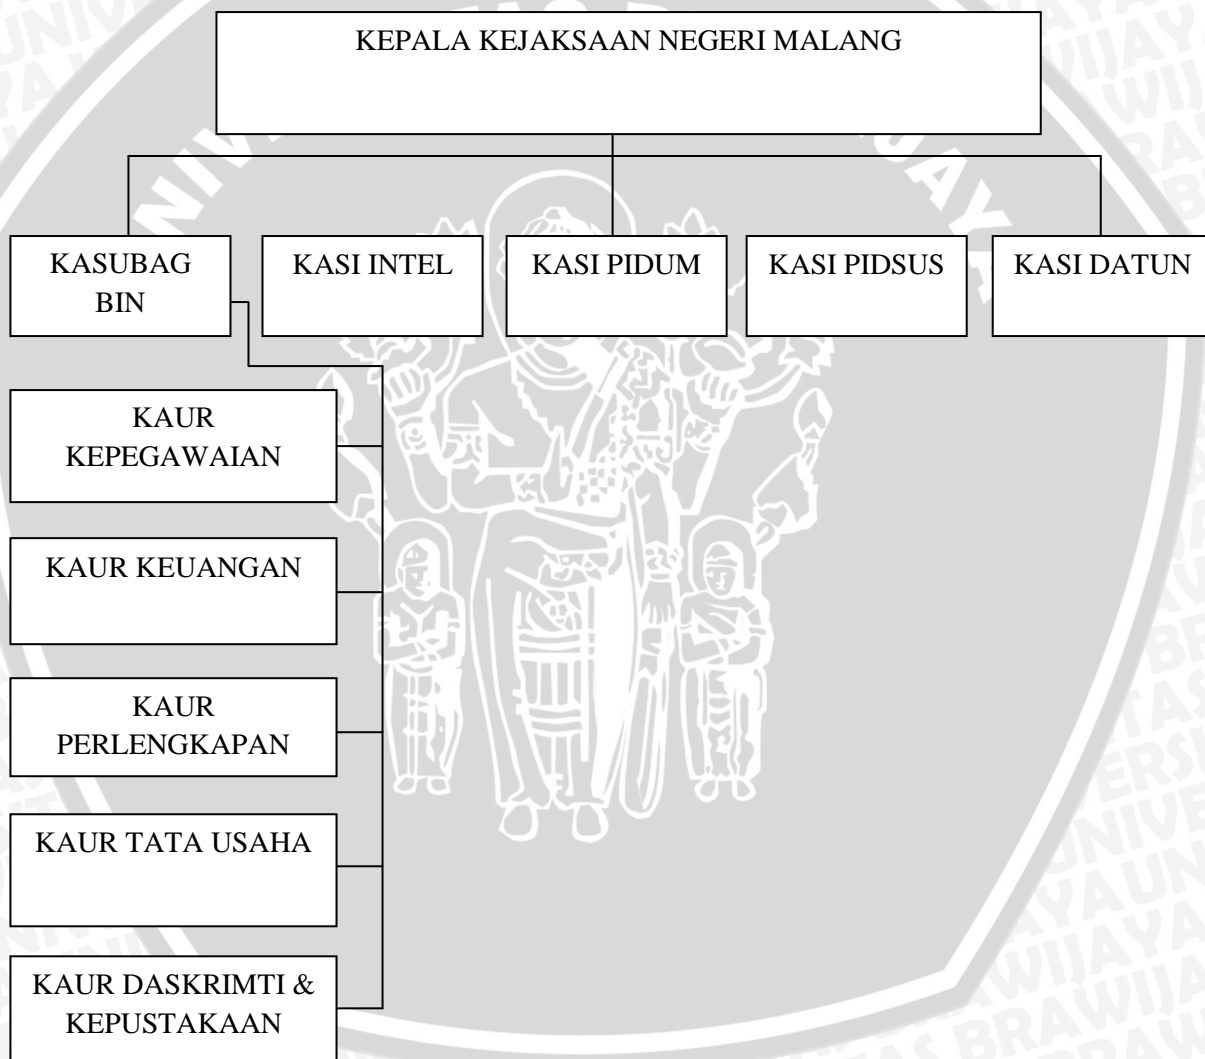 KEPALA KEJAKSAAN NEGERI MALANG
KASUBAG
BIN
KASI INTEL
KASI PIDUM
KASI PIDSUS
KASI DATUN
KAUR
KEPEGAWAIAN
KAUR KEUANGAN
KAUR
PERLENGKAPAN
KAUR TATA USAHA
KAUR DASKRIMTI &
KEPUSTAKAAN